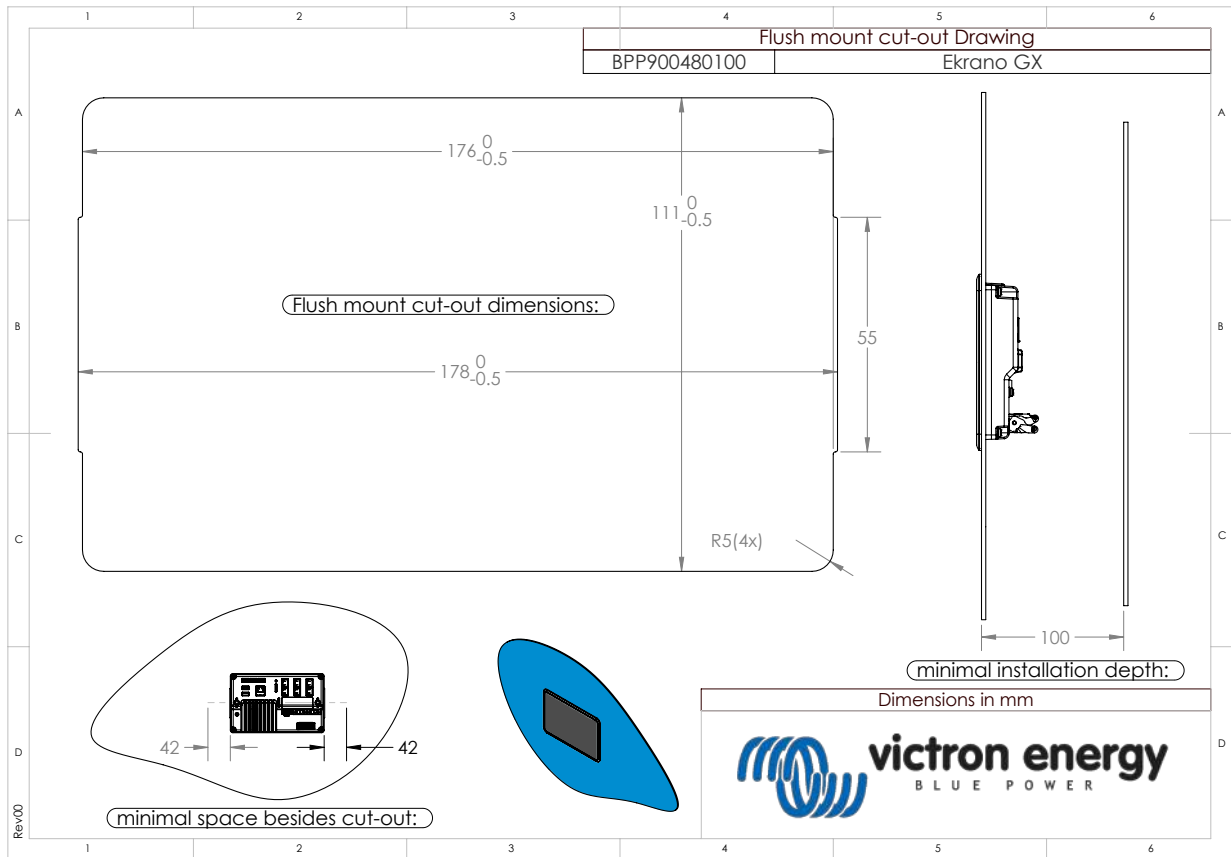 1 2 3 4 5 6
Flush mount cut-out Drawing
BPP900480100 Ekrano GX
A A
176 0 -0.5
111 0 -0.5
Flush mount cut-out dimensions:
B B
55
178 0 -0.5
C C
R5(4x)
100
minimal installation depth:
Dimensions in mm
42 42
D D
victron energy
BLUE POWER
minimal space besides cut-out:
Rev00
1 2 3 4 5 6